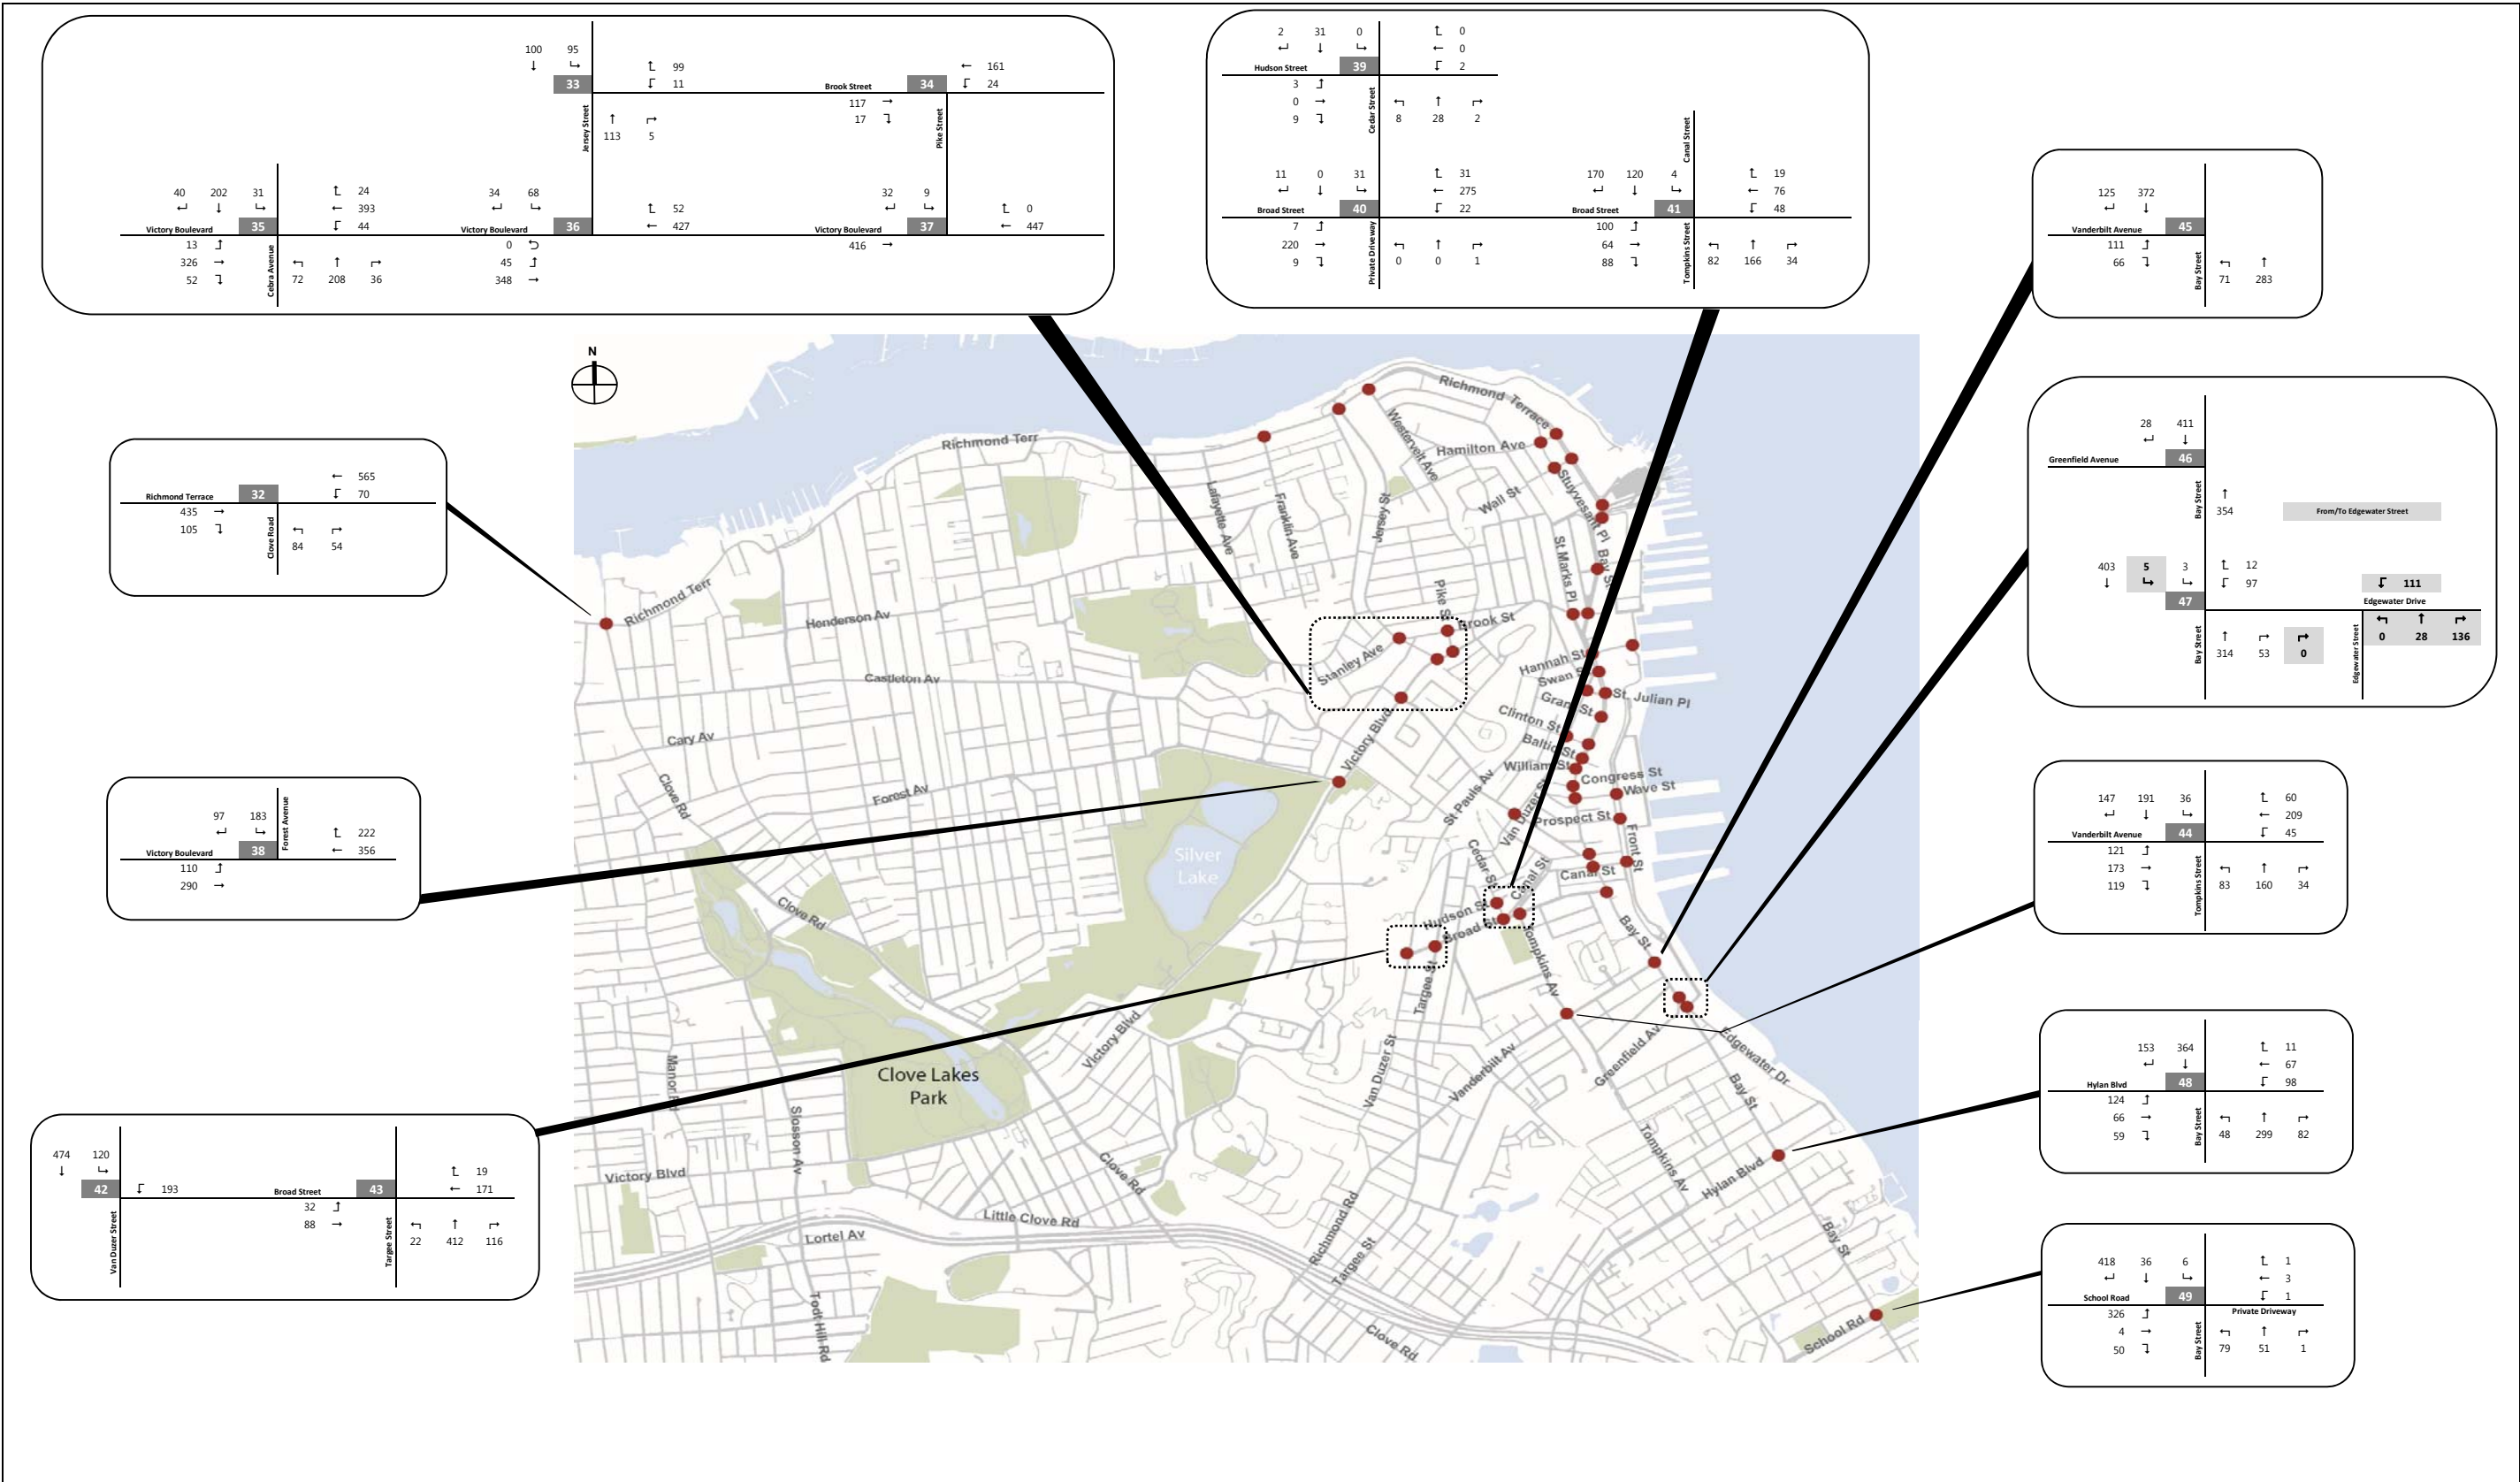 100 95
↓ ↳
99
33 11
Jersey Street
↑ ↱
113 5
← 161
Brook Street 34 24
117 →
17
Pike Street
40 202 31
↵ ↓ ↳
24
← 393
Victory Boulevard 35 44
13
326 →
52
Cebra Avenue
↰ ↑ ↱
72 208 36
34 68
↵ ↳
52
Victory Boulevard 36 ← 427
0
45
348 →
32 9
↵ ↳
0
Victory Boulevard 37 ← 447
416 →
2 31 0
↵ ↓ ↳
0
← 0
Hudson Street 39 2
3
0 →
9
Cedar Street
↰ ↑ ↱
8 28 2
11 0 31
↵ ↓ ↳
31
← 275
Broad Street 40 22
7
220 →
9
Private Driveway
↰ ↑ ↱
0 0 1
Canal Street
170 120 4
↵ ↓ ↳
19
← 76
Broad Street 41 48
100
64 →
88
Tompkins Street
↰ ↑ ↱
82 166 34
125 372
↵ ↓
Vanderbilt Avenue 45
111
66
Bay Street
↰ ↑
71 283
28 411
↵ ↓
Greenfield Avenue 46
Bay Street
↑
354
From/To Edgewater Street
403 5 3
↓ ↳ ↳
12
97
111
47 Edgewater Drive
Bay Street
↑ ↱ ↱
314 53 0
Edgewater Street
↰ ↑ ↱
0 28 136
← 565
Richmond Terrace 32 70
435 →
105
Clove Road
↰ ↱
84 54
97 183
↵ ↳
Forest Avenue
222
Victory Boulevard 38 ← 356
110
290 →
147 191 36
↵ ↓ ↳
60
← 209
Vanderbilt Avenue 44 45
121
173 →
119
Tompkins Street
↰ ↑ ↱
83 160 34
153 364
↵ ↓
11
← 67
Hylan Blvd 48 98
124
66 →
59
Bay Street
↰ ↑ ↱
48 299 82
474 120
↓ ↳
42 193
Van Duzer Street
19
Broad Street 43 ← 171
32
88 →
Targee Street
↰ ↑ ↱
22 412 116
418 36 6
↵ ↓ ↳
1
← 3
School Road 49 1
Private Driveway
326
4 →
50
Bay Street
↰ ↑ ↱
79 51 1
N
Richmond Terrace
Richmond Terr
Westervelt Ave
Hamilton Ave
Stuyvesant Pl
Wall St
Lafayette Ave
Franklin Ave
Jersey St
St Marks Pl
Bay St
Richmond Terr
Henderson Av
Pike St
Brook St
Stanley Ave
Castleton Av
Hannah St
Swan S
St. Julian Pl
Grant St
Clinton St
Baltic St
William St
Congress St
Wave St
Cary Av
Clove Rd
Victory Blvd
Forest Av
St Pauls Av
Van Duzer St
Prospect St
Front St
Silver
Lake
Cedar St
Canal St
Canal St
Hudson St
Broad St
Clove Rd
Tompkins Av
Bay St
Targee St
Victory Blvd
Manor Rd
Clove Lakes
Park
Slosson Av
Van Duzer St
Vanderbilt Av
Greenfield Av
Edgewater Dr
Bay St
Tompkins Av
Hylan Blvd
Victory Blvd
Clove Rd
Little Clove Rd
Lortel Av
Richmond Rd
Targee St
Todt Hill Rd
Bay St
School Rd
Clove Rd